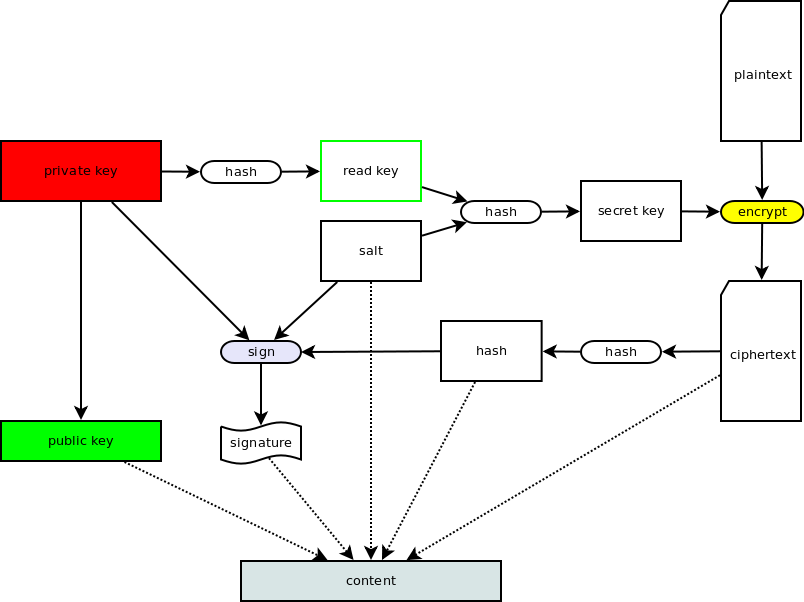 plaintext
private key
hash
read key
hash
secret key
encrypt
salt
sign
hash
hash
ciphertext
public key
signature
content